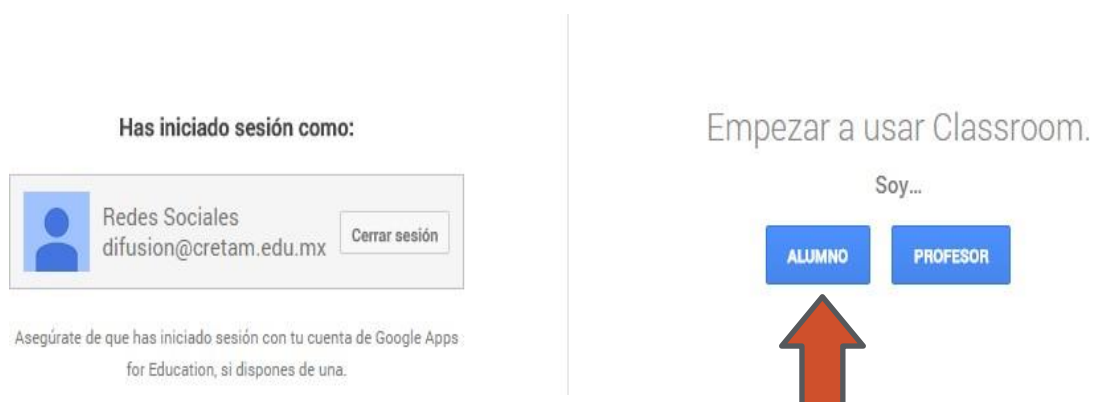 Has iniciado sesión como:
Redes Sociales
difusion@cretam.edu.mx
Cerrar sesión
Asegúrate de que has iniciado sesión con tu cuenta de Google Apps
for Education, si dispones de una.
Empezar a usar Classroom.
Soy...
ALUMNO
PROFESOR